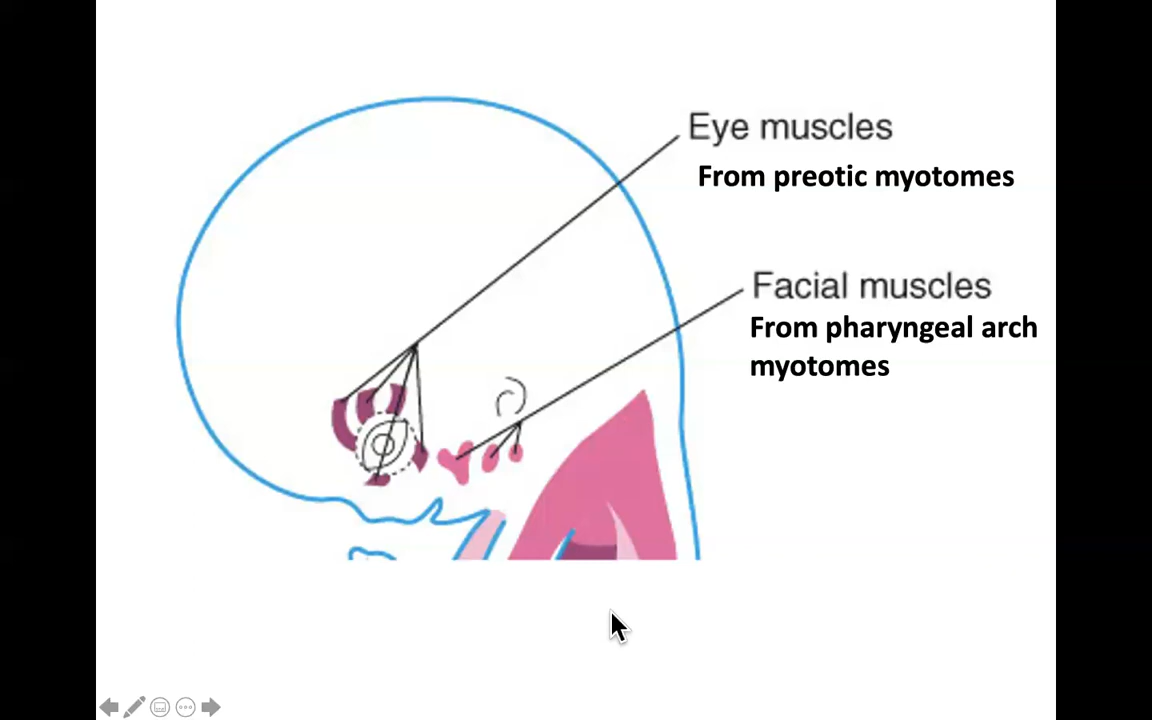 Eye muscles
From preotic myotomes
Facial muscles
From pharyngeal arch
myotomes